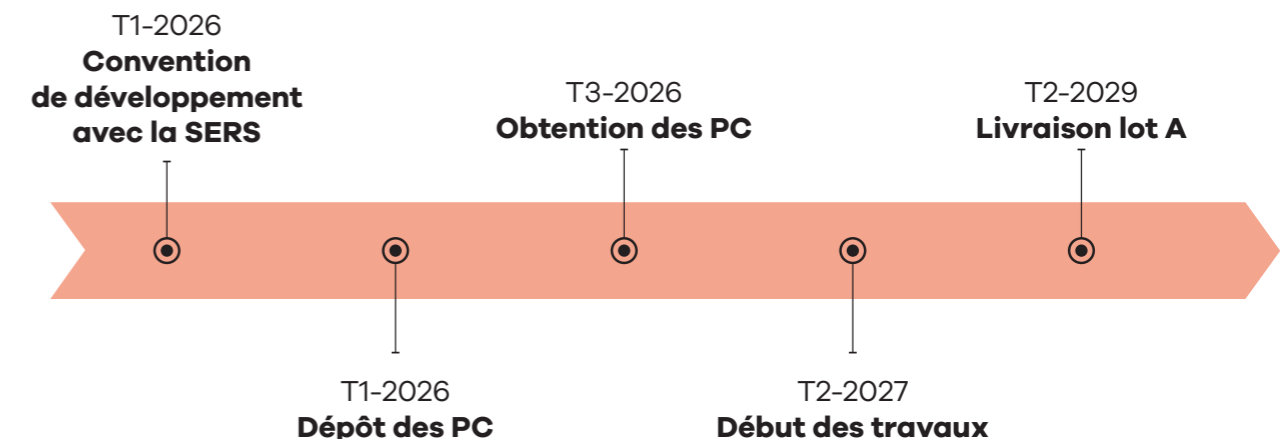 T1-2026
Convention
de développement
avec la SERS
T1-2026
Dépôt des PC
T3-2026
Obtention des PC
T2-2027
Début des travaux
T2-2029
Livraison lot A